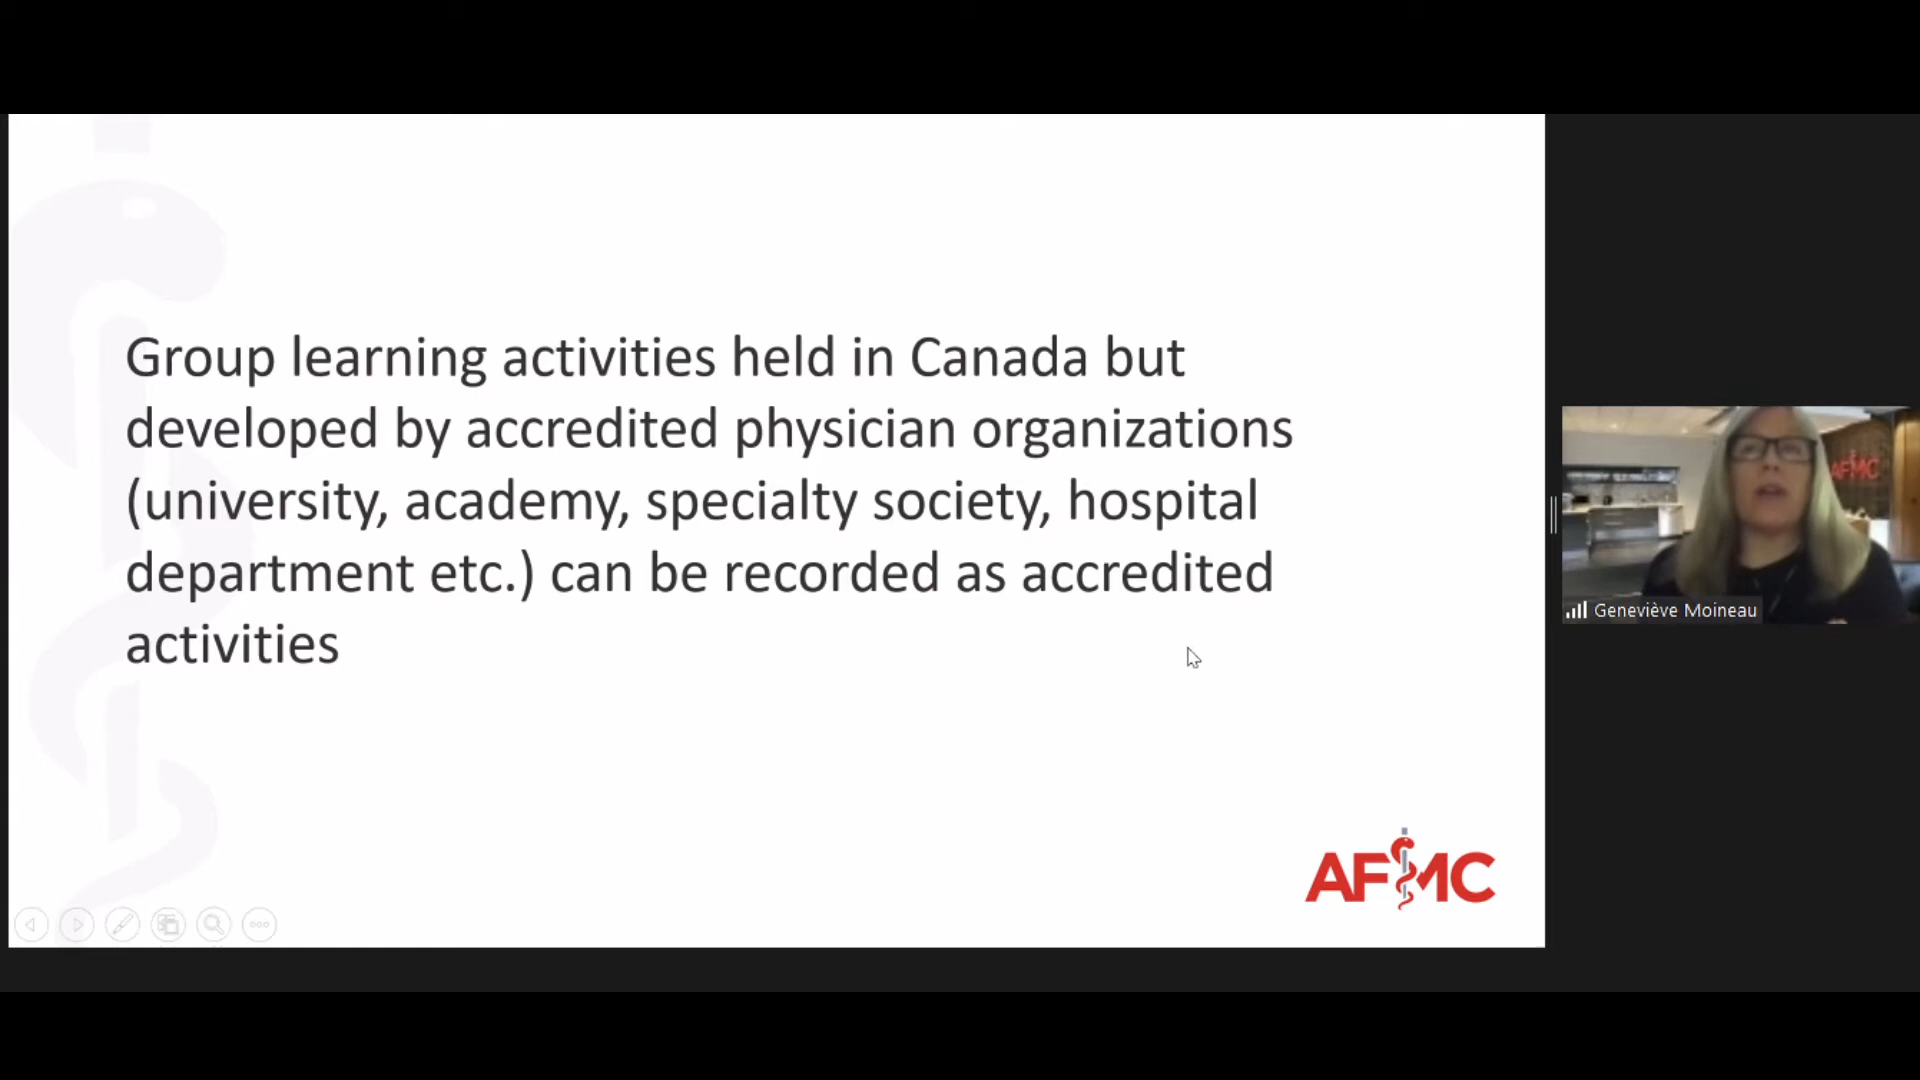 Group learning activities held in Canada but
developed by accredited physician organizations
(university, academy, specialty society, hospital
department etc.) can be recorded as accredited
activities
AFMC
AFMC
Geneviève Moineau